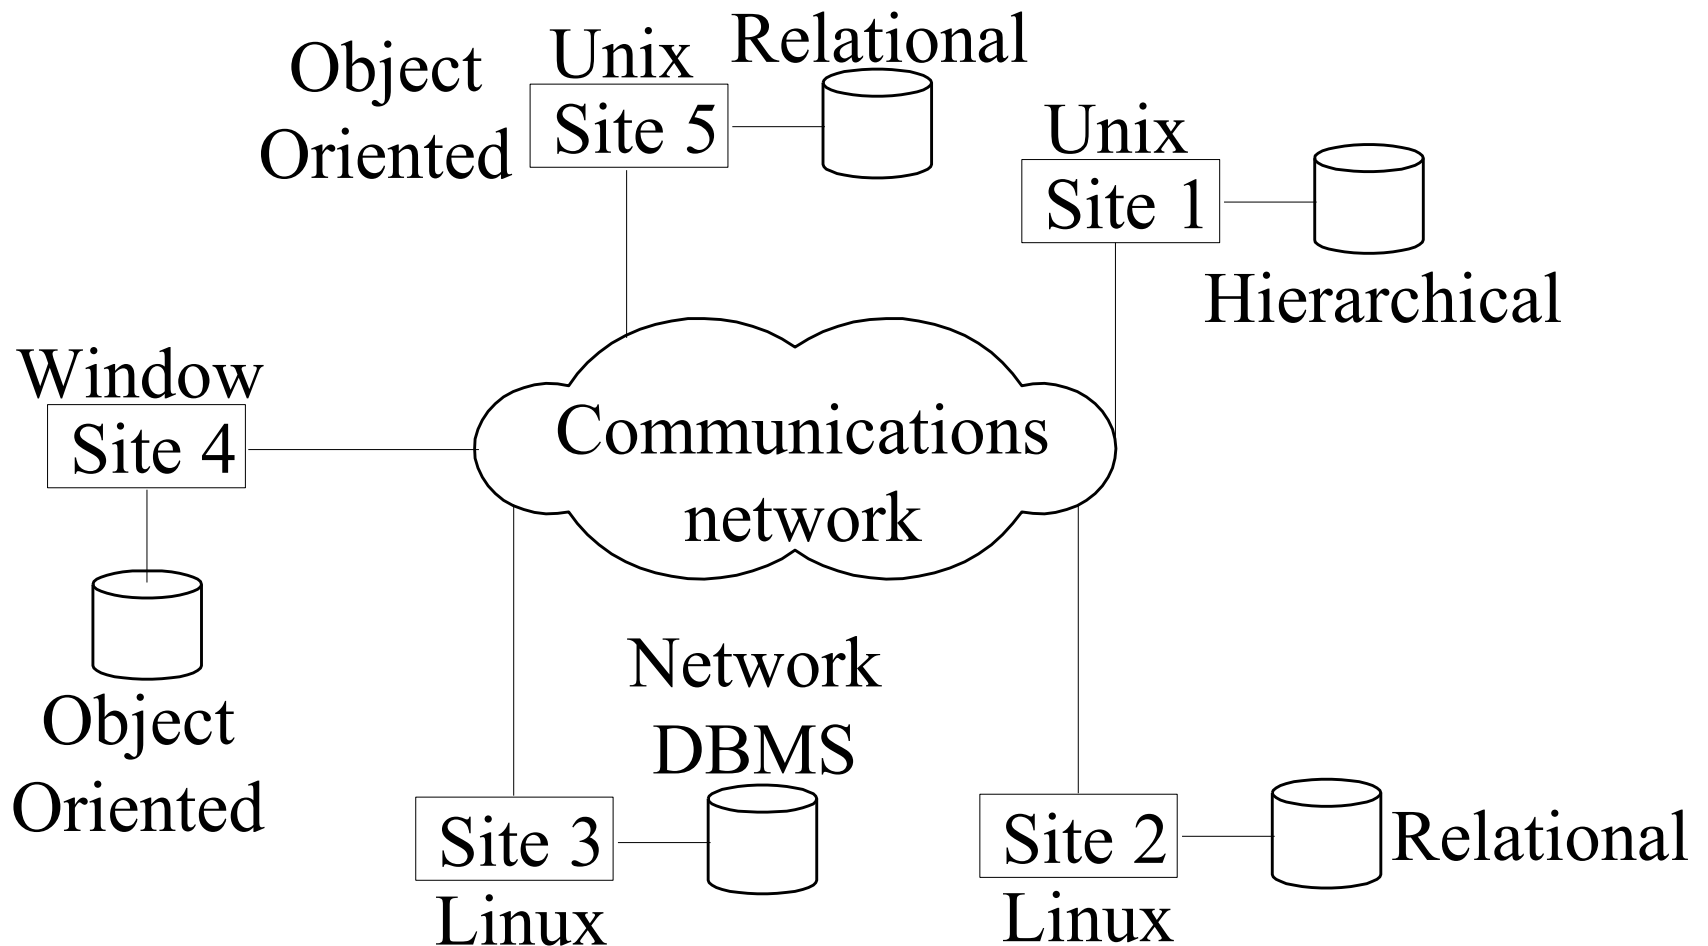 Object
Oriented
Unix
Site 5
Relational
Unix
Site 1
Hierarchical
Window
Site 4
Object
Oriented
Communications
network
Network
DBMS
Site 3
Linux
Site 2
Linux
Relational